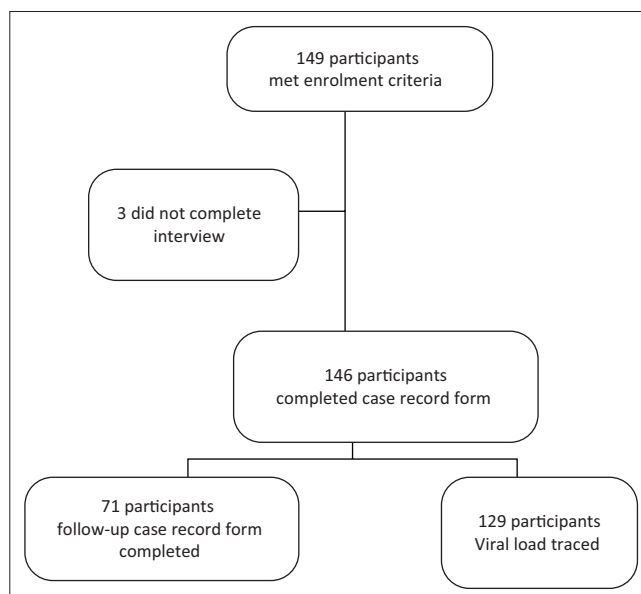 149 participants
met enrolment criteria
3 did not complete
interview
146 participants
completed case record form
71 participants
follow-up case record form
completed
129 participants
Viral load traced